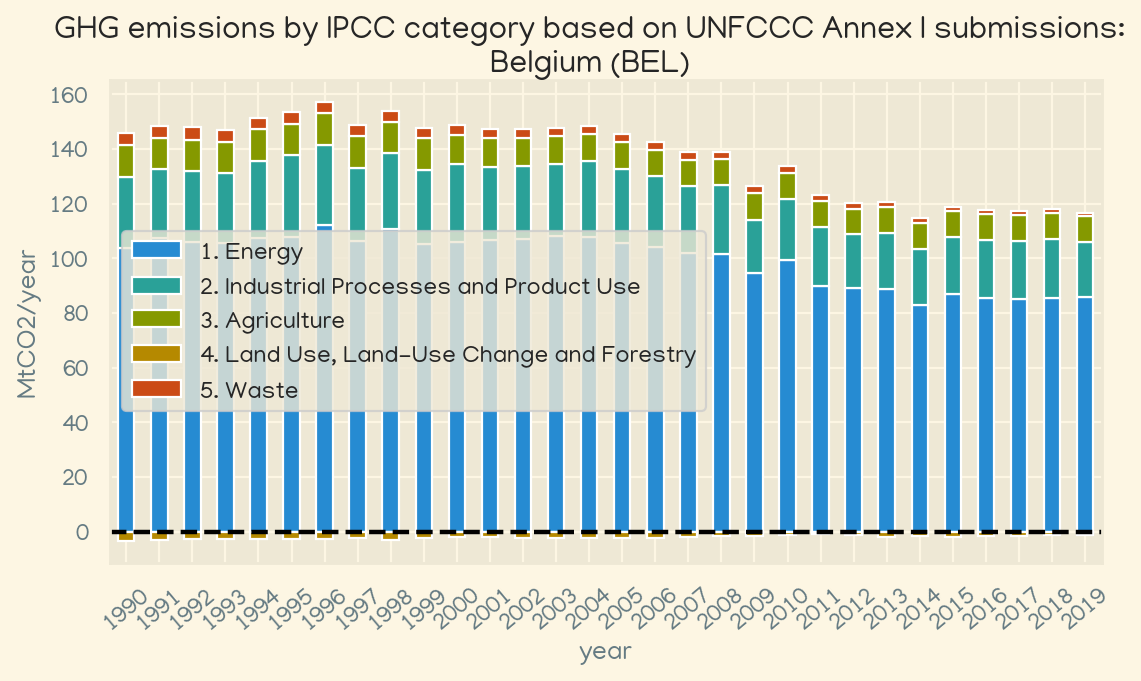 GHG emissions by IPCC category based on UNFCCC Annex I submissions:
Belgium (BEL)
MtCO2/year
160
140
120
100
80
60
40
20
0
1. Energy
2. Industrial Processes and Product Use
3. Agriculture
4. Land Use, Land-Use Change and Forestry
5. Waste
1990 1991 1992 1993 1994 1995 1996 1997 1998 1999 2000 2001 2002 2003 2004 2005 2006 2007 2008 2009 2010 2011 2012 2013 2014 2015 2016 2017 2018 2019
year